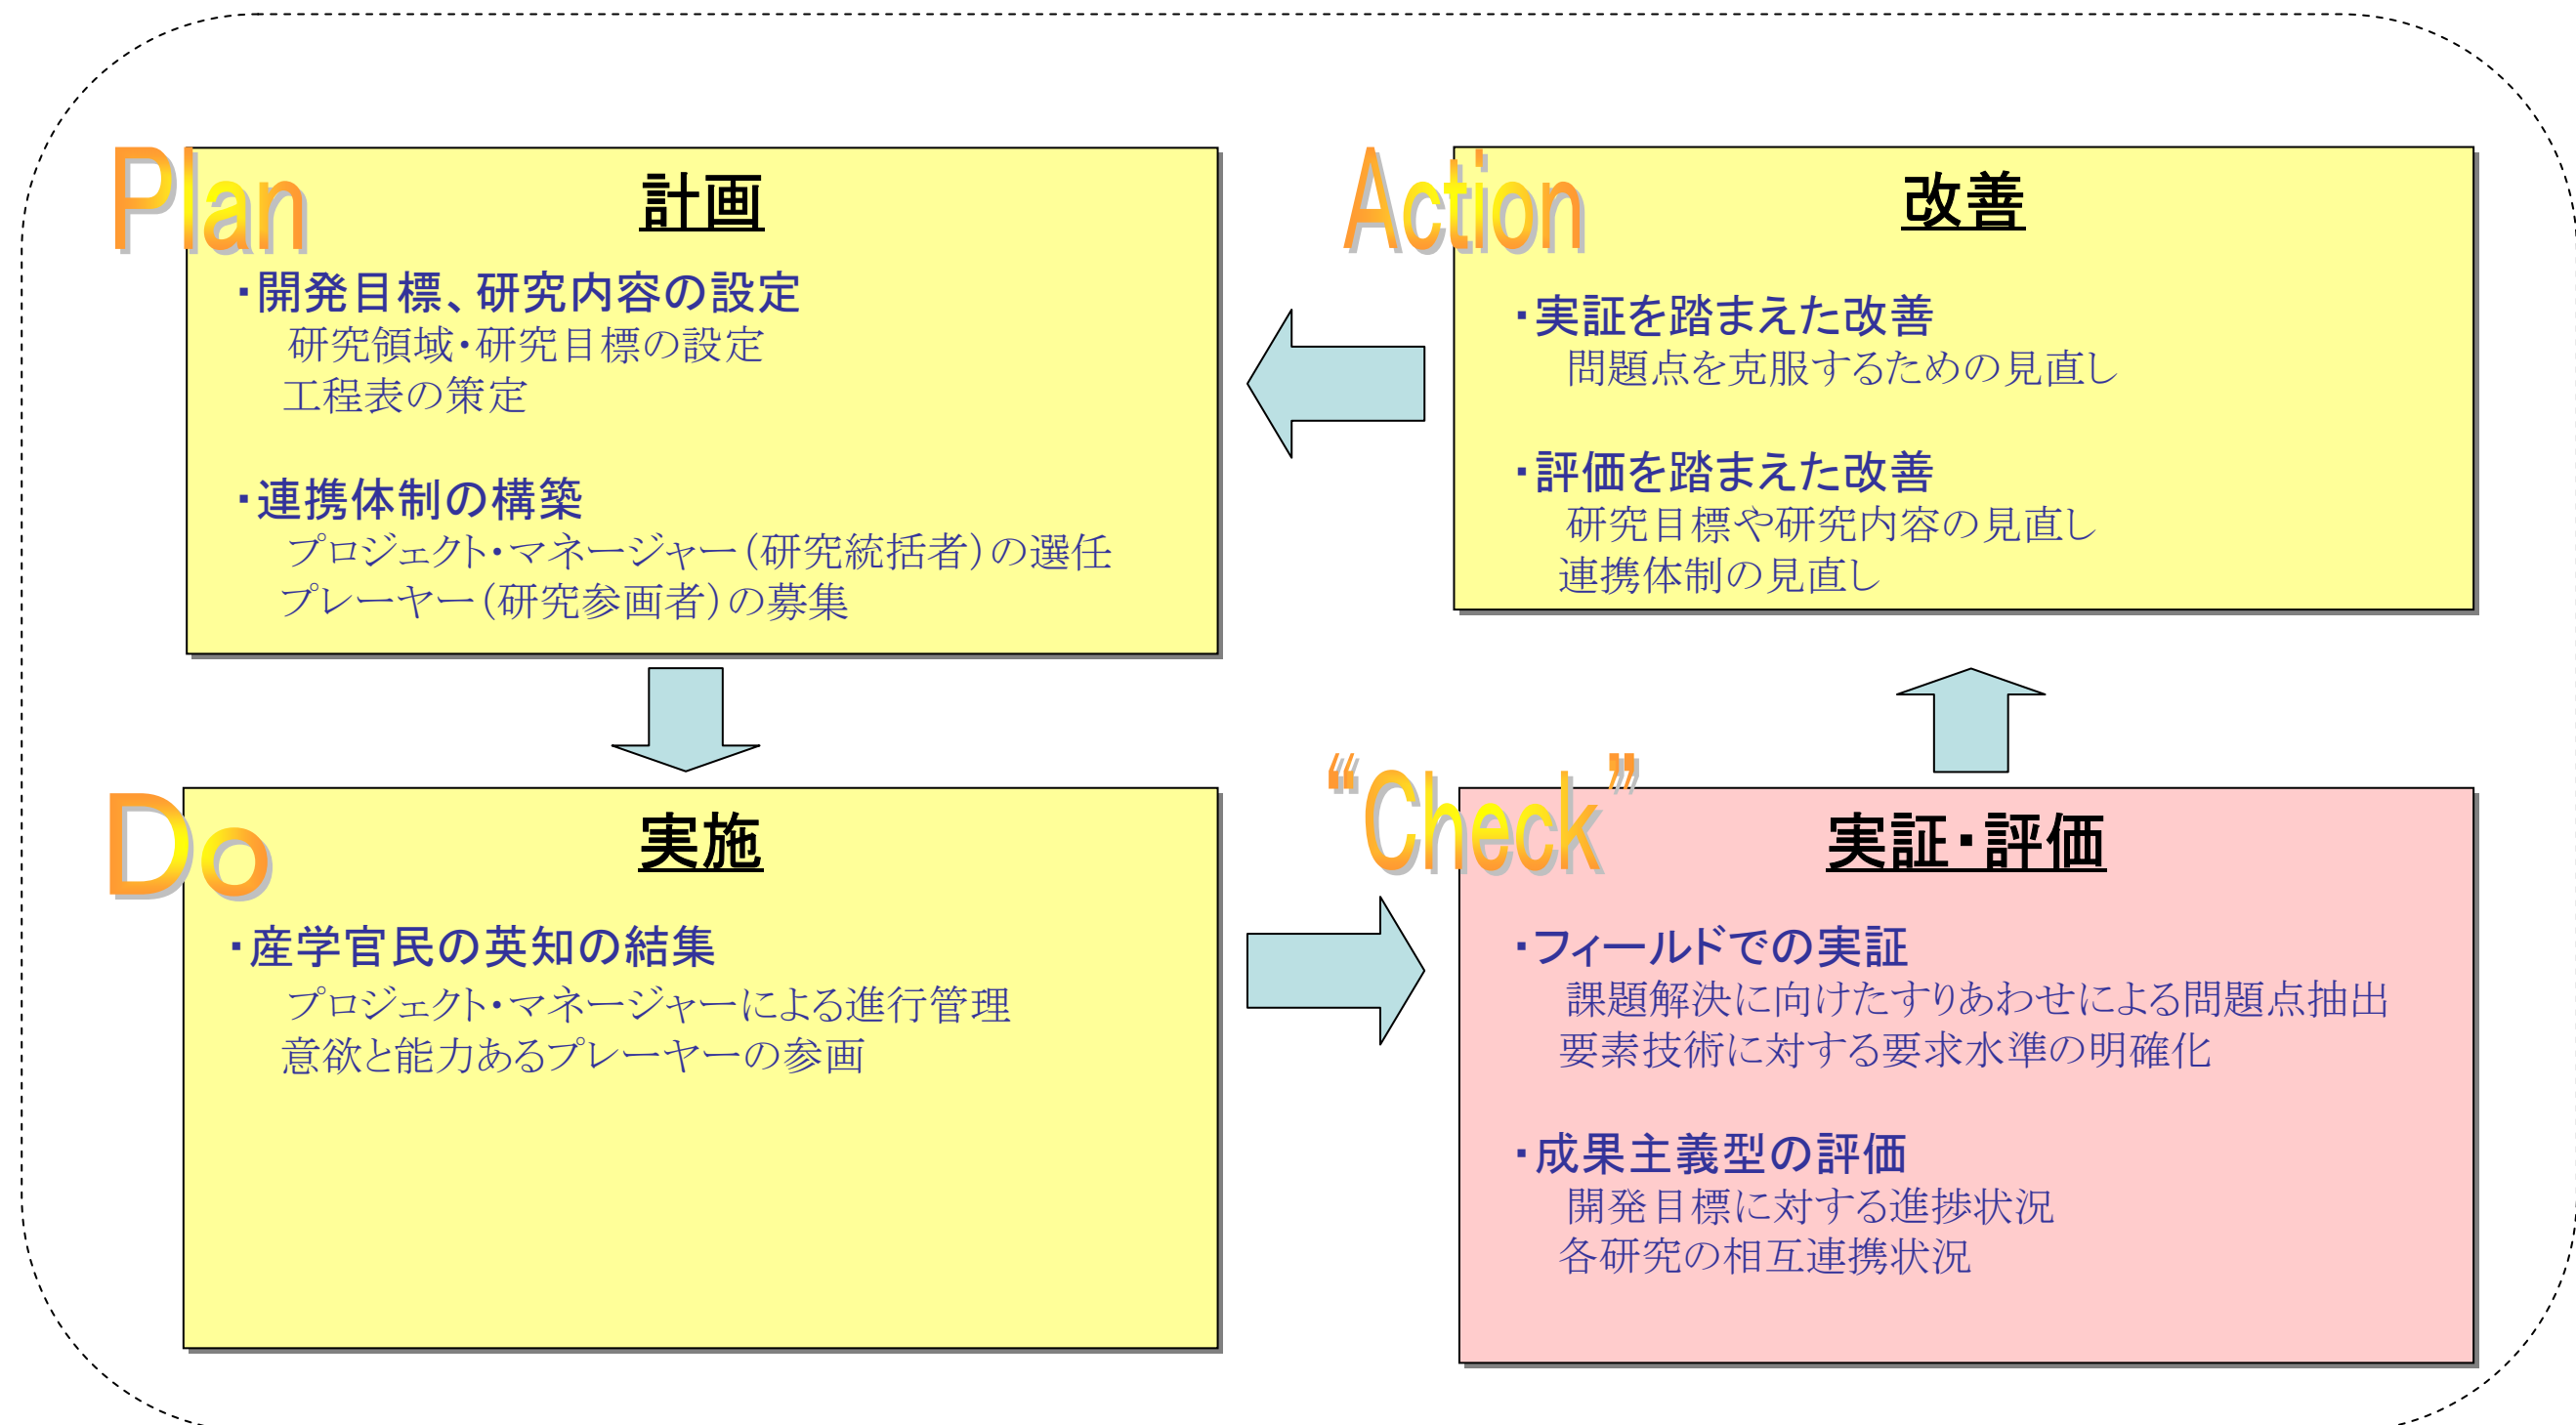 Plan
計画
・開発目標、研究内容の設定
研究領域・研究目標の設定
工程表の策定
・連携体制の構築
プロジェクト・マネージャー（研究統括者）の選任
プレーヤー（研究参画者）の募集
Action
改善
・実証を踏まえた改善
問題点を克服するための見直し
・評価を踏まえた改善
研究目標や研究内容の見直し
連携体制の見直し
Do
実施
・産学官民の英知の結集
プロジェクト・マネージャーによる進行管理
意欲と能力あるプレーヤーの参画
“Check”
実証・評価
・フィールドでの実証
課題解決に向けたすりあわせによる問題点抽出
要素技術に対する要求水準の明確化
・成果主義型の評価
開発目標に対する進捗状況
各研究の相互連携状況